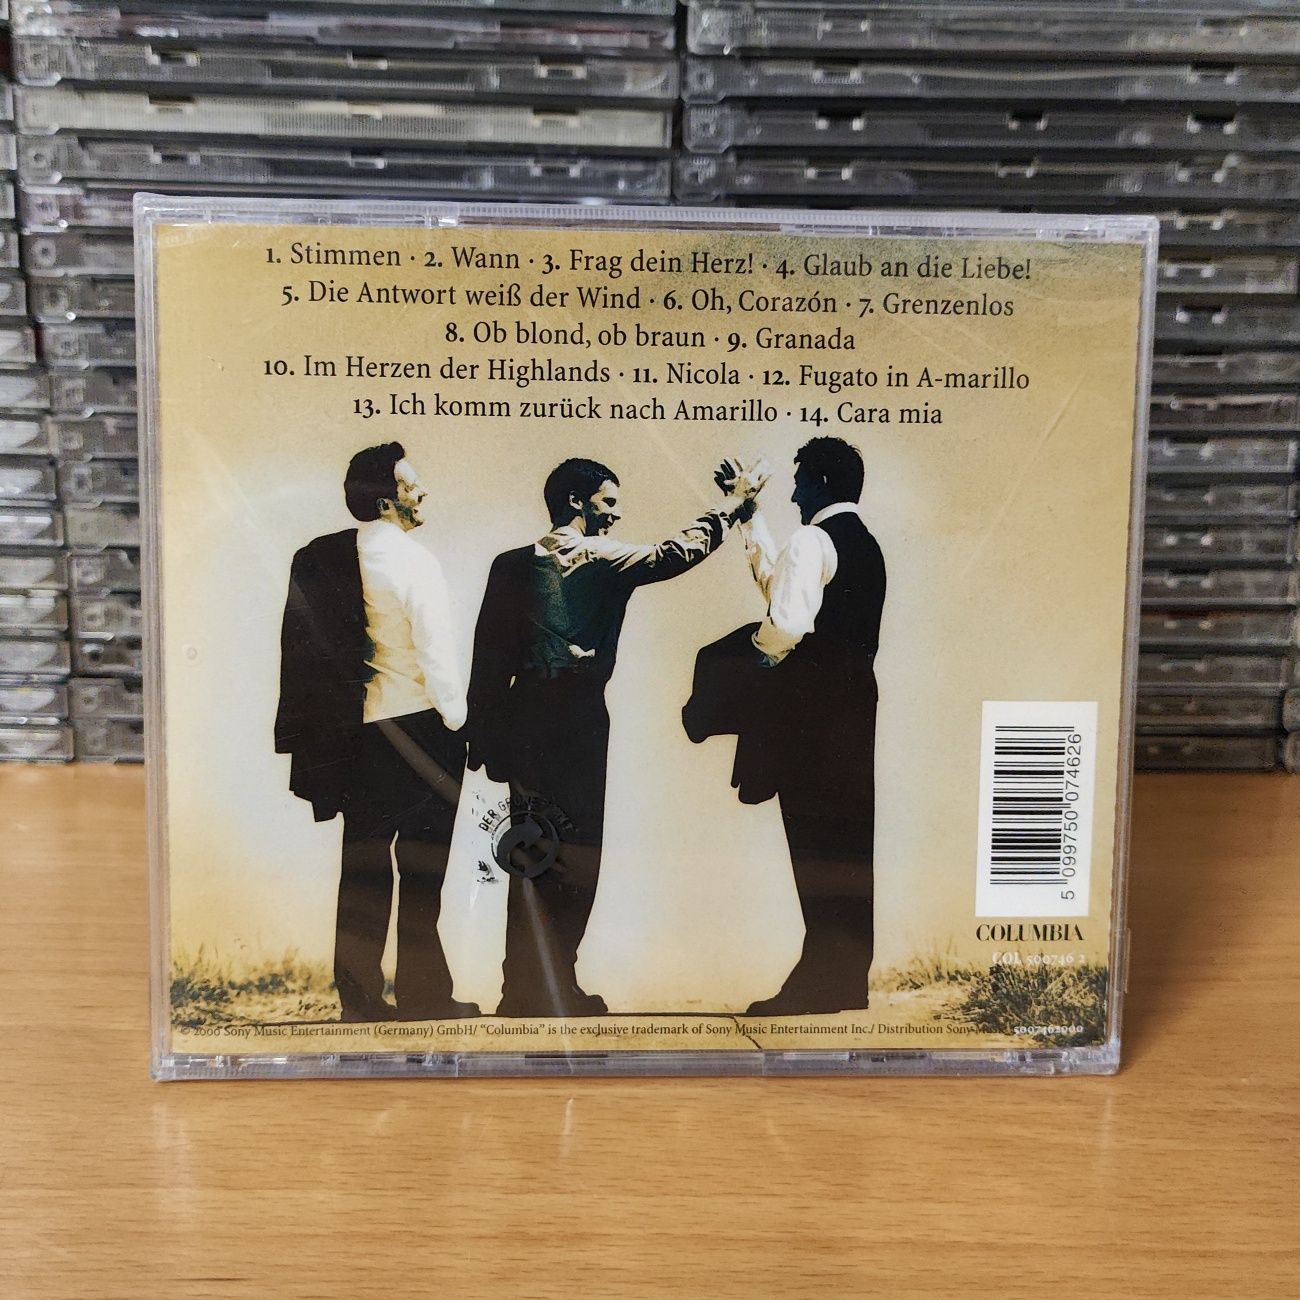 1. Stimmen · 2. Wann · 3. Frag dein Herz! · 4. Glaub an die Liebe!
5. Die Antwort weiß der Wind · 6. Oh, Corazón · 7. Grenzenlos
8. Ob blond, ob braun · 9. Granada
10. Im Herzen der Highlands · 11. Nicola · 12. Fugato in A-marillo
13. Ich komm zurück nach Amarillo · 14. Cara mia
DER GRÜNE PUNKT
5 099750 074626
COLUMBIA
COL 500746 2
© 2000 Sony Music Entertainment (Germany) GmbH/ “Columbia” is the exclusive trademark of Sony Music Entertainment Inc./ Distribution Sony Music 5007462000